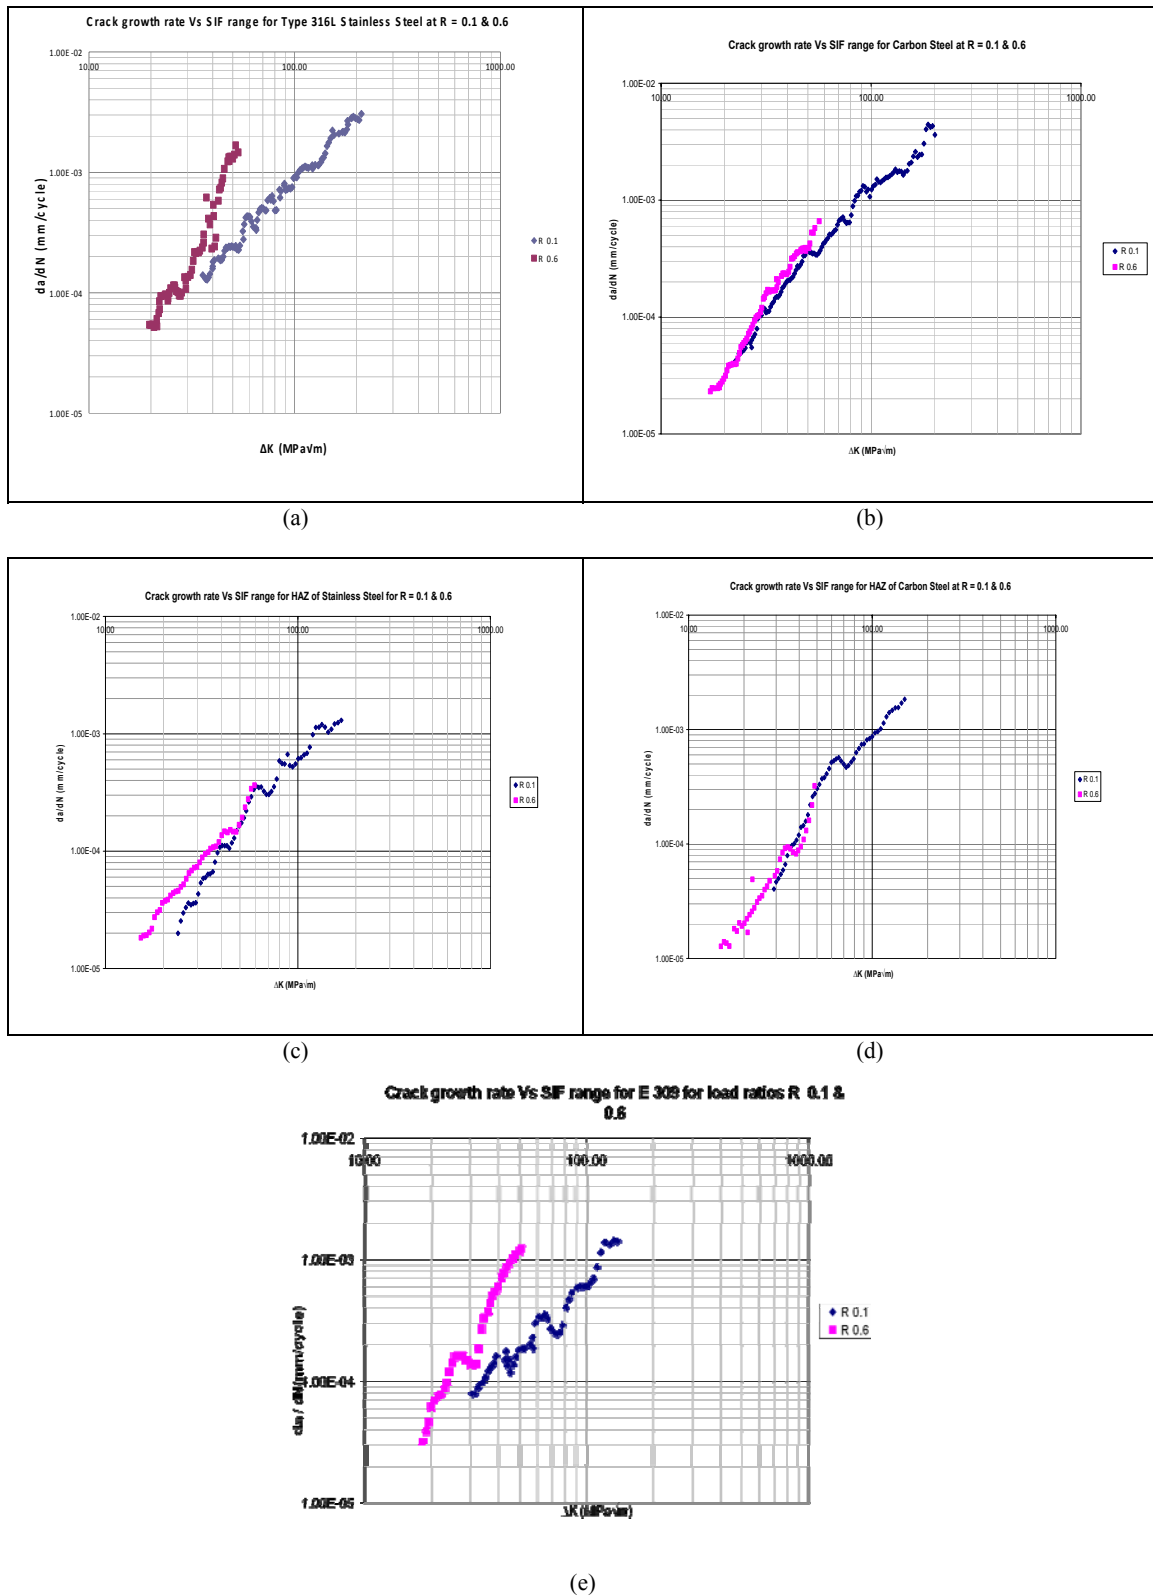 Crack growth rate Vs SIF range for Type 316L Stainless Steel at R = 0.1 & 0.6
1.00E-02
10.00 100.00 1000.00
1.00E-03
1.00E-04
1.00E-05
da/dN (mm/cycle)
ΔK (MPa√m)
R 0.1
R 0.6
(a)
Crack growth rate Vs SIF range for Carbon Steel at R = 0.1 & 0.6
1.00E-02
10.00 100.00 1000.00
1.00E-03
1.00E-04
1.00E-05
da/dN (mm/cycle)
ΔK (MPa√m)
R 0.1
R 0.6
(b)
Crack growth rate Vs SIF range for HAZ of Stainless Steel for R = 0.1 & 0.6
1.00E-02
10.00 100.00 1000.00
1.00E-03
1.00E-04
1.00E-05
da/dN (mm/cycle)
ΔK (MPa√m)
R 0.1
R 0.6
(c)
Crack growth rate Vs SIF range for HAZ of Carbon Steel at R = 0.1 & 0.6
1.00E-02
10.00 100.00 1000.00
1.00E-03
1.00E-04
1.00E-05
da/dN (mm/cycle)
ΔK (MPa√m)
R 0.1
R 0.6
(d)
Crack growth rate Vs SIF range for E 309 for load ratios R 0.1 &
0.6
1.00E-02
10.00 100.00 1000.00
1.00E-03
1.00E-04
1.00E-05
da / dN(mm/cycle)
ΔK (MPa√m)
R 0.1
R 0.6
(e)